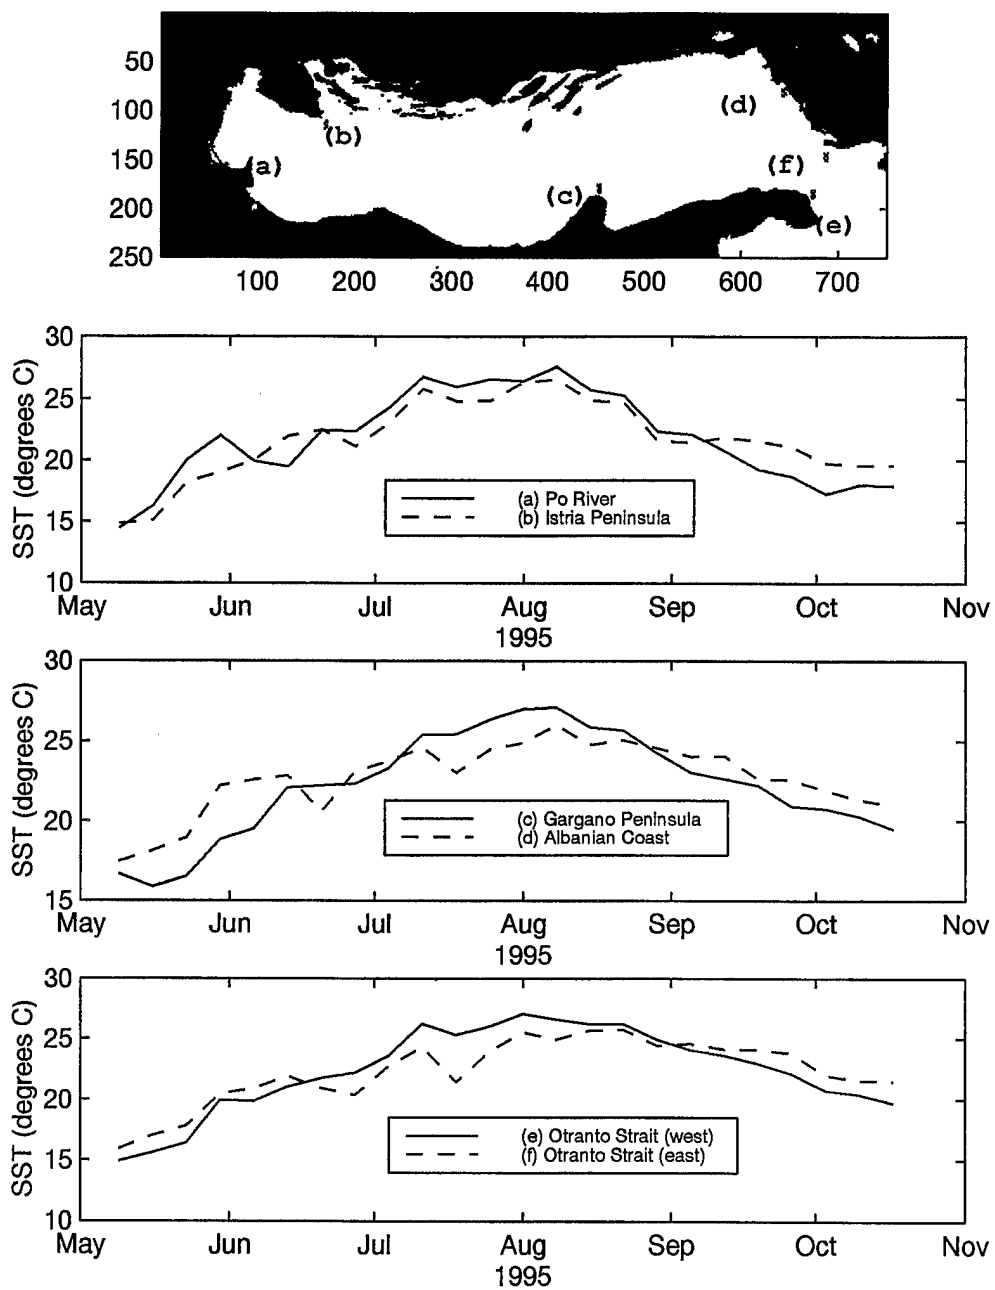 50
100
150
200
250
(a)
(b)
(c)
(d)
(f)
(e)
100 200 300 400 500 600 700
SST (degrees C)
30
25
20
15
10
(a) Po River
(b) Istria Peninsula
May Jun Jul Aug Sep Oct Nov
1995
SST (degrees C)
30
25
20
15
(c) Gargano Peninsula
(d) Albanian Coast
May Jun Jul Aug Sep Oct Nov
1995
SST (degrees C)
30
25
20
15
10
(e) Otranto Strait (west)
(f) Otranto Strait (east)
May Jun Jul Aug Sep Oct Nov
1995